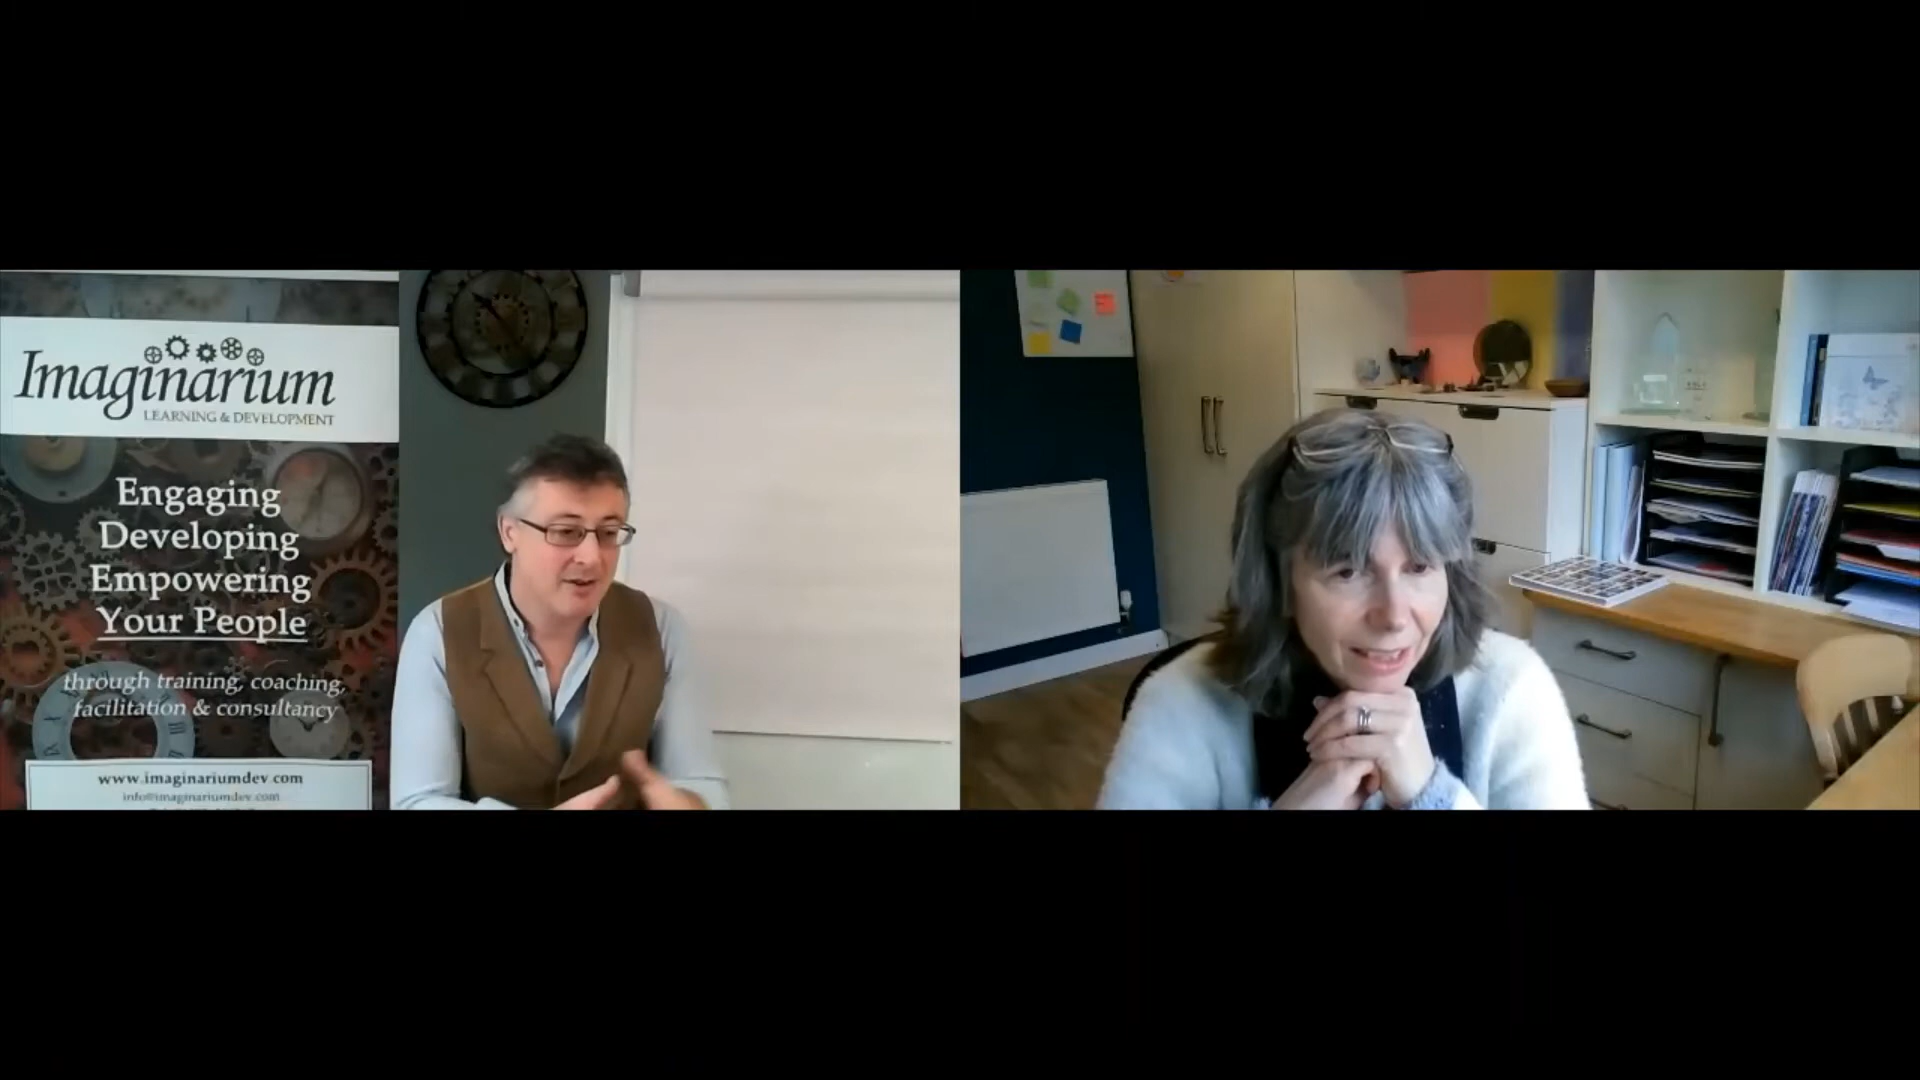 Imaginarium
LEARNING & DEVELOPMENT
Engaging
Developing
Empowering
Your People
through training, coaching,
facilitation & consultancy
www.imaginariumdev.com
info@imaginariumdev.com